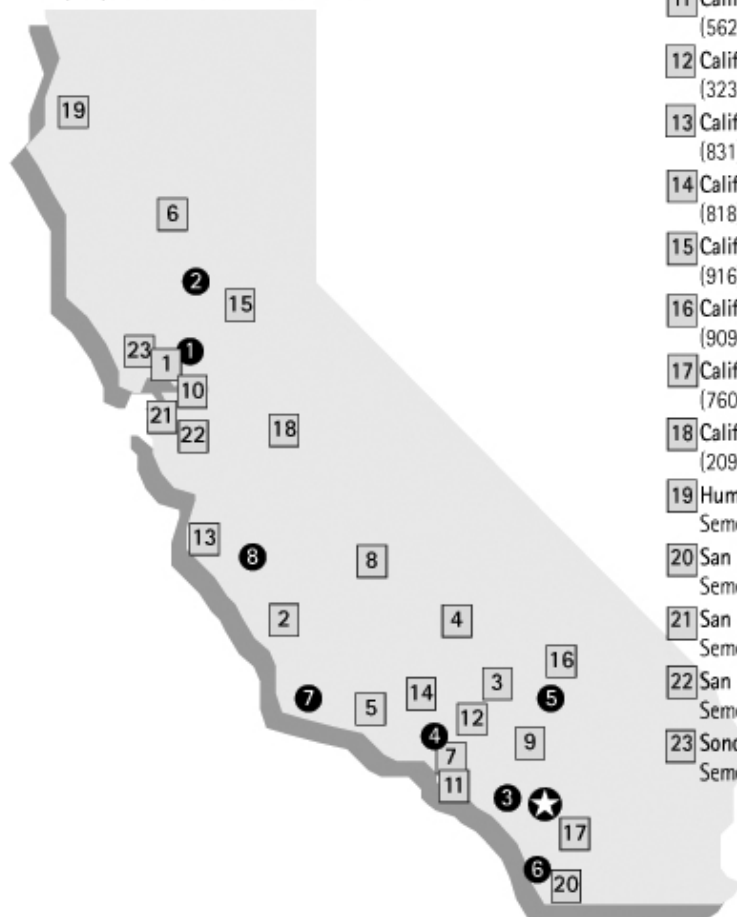 19
6
2
15
23
1
1
10
21
22
18
13
8
8
2
4
16
3
14
5
7
5
12
4
9
7
11
3
17
6
20
11 Calif
(562
12 Calif
(323
13 Calif
(831
14 Calif
(818
15 Calif
(916
16 Calif
(909
17 Calif
(760
18 Calif
(209
19 Hum
Seme
20 San
Seme
21 San
Seme
22 San
Seme
23 Sono
Seme